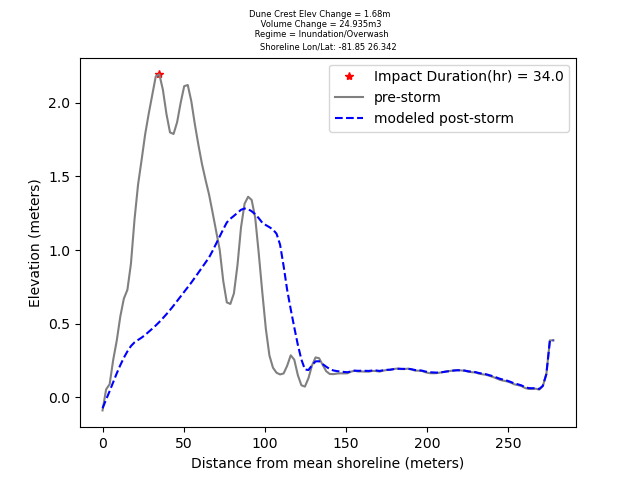 Dune Crest Elev Change = 1.68m
Volume Change = 24.935m3
Regime = Inundation/Overwash
Shoreline Lon/Lat: -81.85 26.342
Impact Duration(hr) = 34.0
pre-storm
modeled post-storm
2.0
1.5
1.0
0.5
0.0
Elevation (meters)
0 50 100 150 200 250
Distance from mean shoreline (meters)